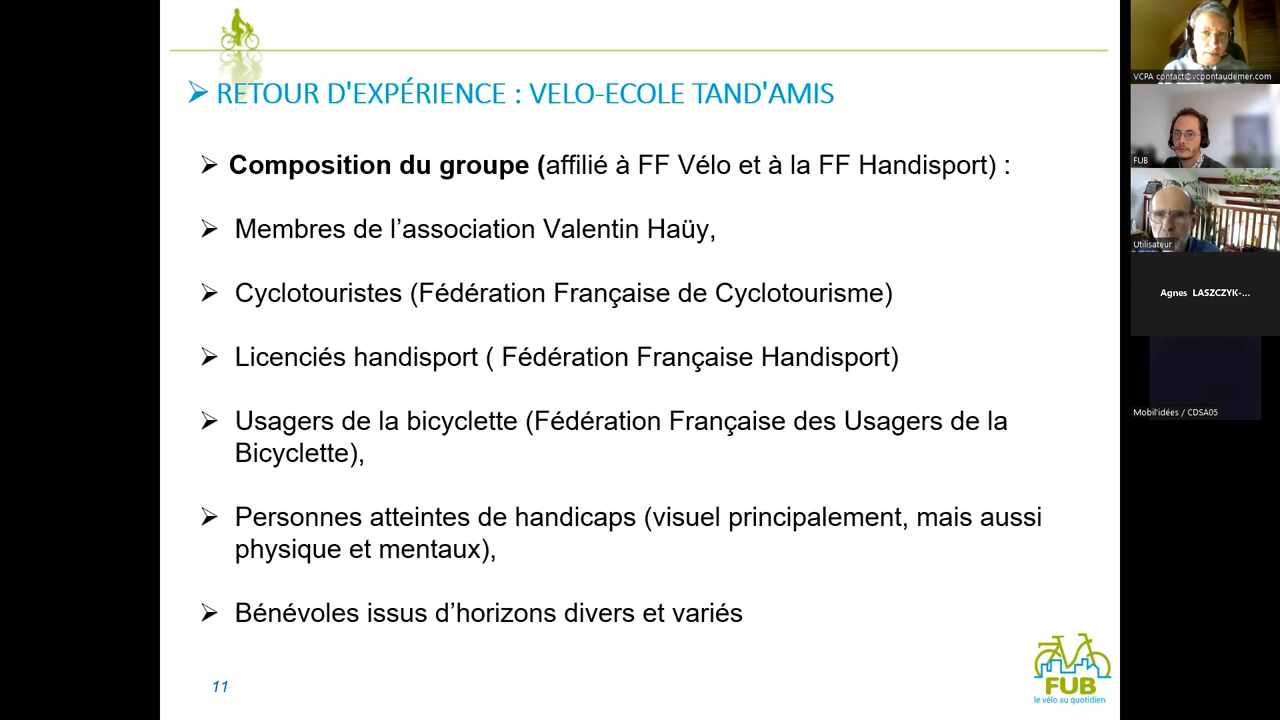 RETOUR D'EXPÉRIENCE : VELO-ECOLE TAND'AMIS
Composition du groupe (affilié à FF Vélo et à la FF Handisport) :
Membres de l’association Valentin Haüy,
Cyclotouristes (Fédération Française de Cyclotourisme)
Licenciés handisport ( Fédération Française Handisport)
Usagers de la bicyclette (Fédération Française des Usagers de la
Bicyclette),
Personnes atteintes de handicaps (visuel principalement, mais aussi
physique et mentaux),
Bénévoles issus d’horizons divers et variés
11
FUB
le vélo au quotidien
VCPA contact@vcpontaudemer.com
FUB
Utilisateur
Agnes LASZCZYK-...
Mobil'idées / CDSA05